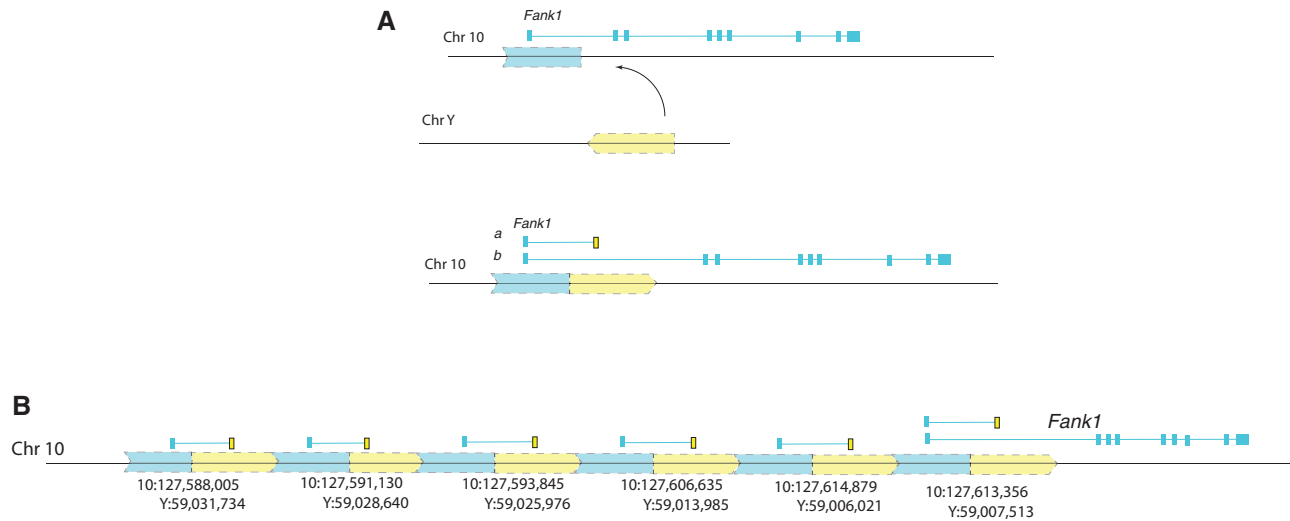 A
Fank1
Chr 10
Chr Y
Fank1
a
b
Chr 10
B
Fank1
Chr 10
10:127,588,005 10:127,591,130 10:127,593,845 10:127,606,635 10:127,614,879 10:127,613,356
Y:59,031,734 Y:59,028,640 Y:59,025,976 Y:59,013,985 Y:59,006,021 Y:59,007,513